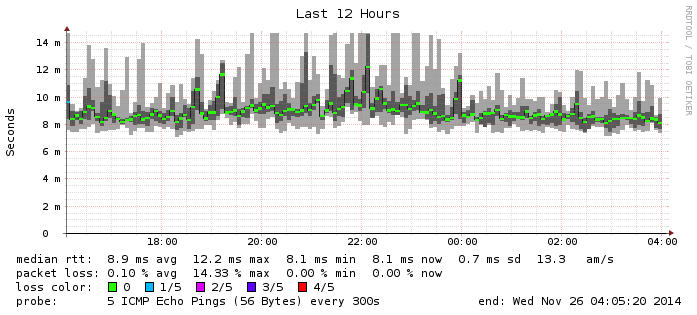 Last 12 Hours
RRDTOOL / TOBI OETIKER
Seconds
14 m
12 m
10 m
8 m
6 m
4 m
2 m
0
18:00 20:00 22:00 00:00 02:00 04:00
median rtt: 8.9 ms avg 12.2 ms max 8.1 ms min 8.1 ms now 0.7 ms sd 13.3 am/s
packet loss: 0.10 % avg 14.33 % max 0.00 % min 0.00 % now
loss color: 0 1/5 2/5 3/5 4/5
probe: 5 ICMP Echo Pings (56 Bytes) every 300s end: Wed Nov 26 04:05:20 2014